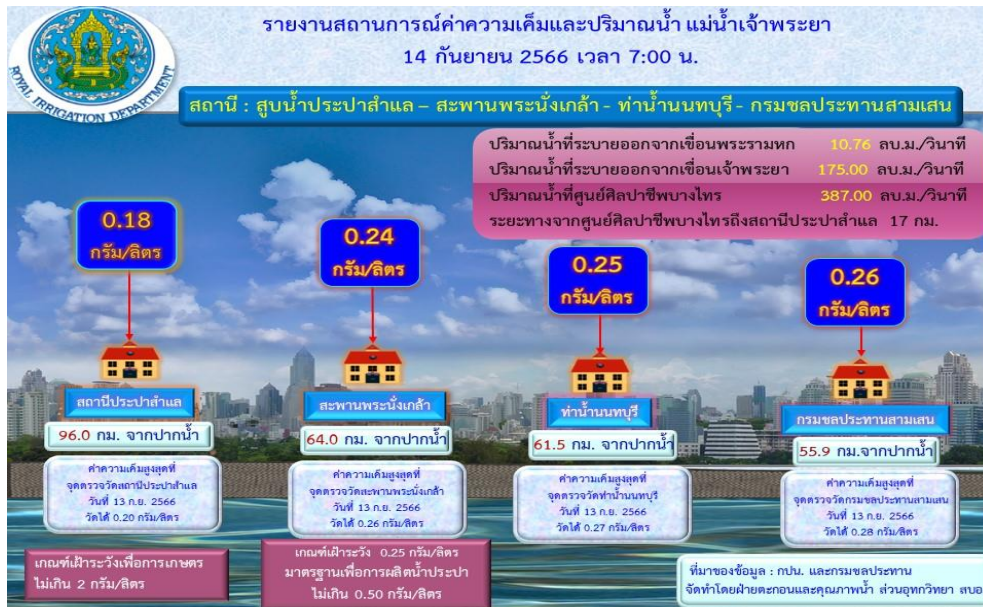 รายงานสถานการณ์ค่าความเค็มและปริมาณน้ำ แม่น้ำเจ้าพระยา
14 กันยายน 2566 เวลา 7:00 น.
ROYAL IRRIGATION DEPARTMENT
สถานี : สูบน้ำประปาสำแล – สะพานพระนั่งเกล้า - ท่าน้ำนนทบุรี - กรมชลประทานสามเสน
ปริมาณน้ำที่ระบายออกจากเขื่อนพระรามหก 10.76 ลบ.ม./วินาที
ปริมาณน้ำที่ระบายออกจากเขื่อนเจ้าพระยา 175.00 ลบ.ม./วินาที
ปริมาณน้ำที่ศูนย์ศิลปาชีพบางไทร 387.00 ลบ.ม./วินาที
ระยะทางจากศูนย์ศิลปาชีพบางไทรถึงสถานีประปาสำแล 17 กม.
0.18
กรัม/ลิตร
สถานีประปาสำแล
96.0 กม. จากปากน้ำ
ค่าความเค็มสูงสุดที่
จุดตรวจวัดสถานีประปาสำแล
วันที่ 13 ก.ย. 2566
วัดได้ 0.20 กรัม/ลิตร
0.24
กรัม/ลิตร
สะพานพระนั่งเกล้า
64.0 กม. จากปากน้ำ
ค่าความเค็มสูงสุดที่
จุดตรวจวัดสะพานพระนั่งเกล้า
วันที่ 13 ก.ย. 2566
วัดได้ 0.26 กรัม/ลิตร
0.25
กรัม/ลิตร
ท่าน้ำนนทบุรี
61.5 กม. จากปากน้ำ
ค่าความเค็มสูงสุดที่
จุดตรวจวัดท่าน้ำนนทบุรี
วันที่ 13 ก.ย. 2566
วัดได้ 0.27 กรัม/ลิตร
0.26
กรัม/ลิตร
กรมชลประทานสามเสน
55.9 กม.จากปากน้ำ
ค่าความเค็มสูงสุดที่
จุดตรวจวัดกรมชลประทานสามเสน
วันที่ 13 ก.ย. 2566
วัดได้ 0.28 กรัม/ลิตร
เกณฑ์เฝ้าระวังเพื่อการเกษตร
ไม่เกิน 2 กรัม/ลิตร
เกณฑ์เฝ้าระวัง 0.25 กรัม/ลิตร
มาตรฐานเพื่อการผลิตน้ำประปา
ไม่เกิน 0.50 กรัม/ลิตร
ที่มาของข้อมูล : กปน. และกรมชลประทาน
จัดทำโดยฝ่ายตะกอนและคุณภาพน้ำ ส่วนอุทกวิทยา สบอ